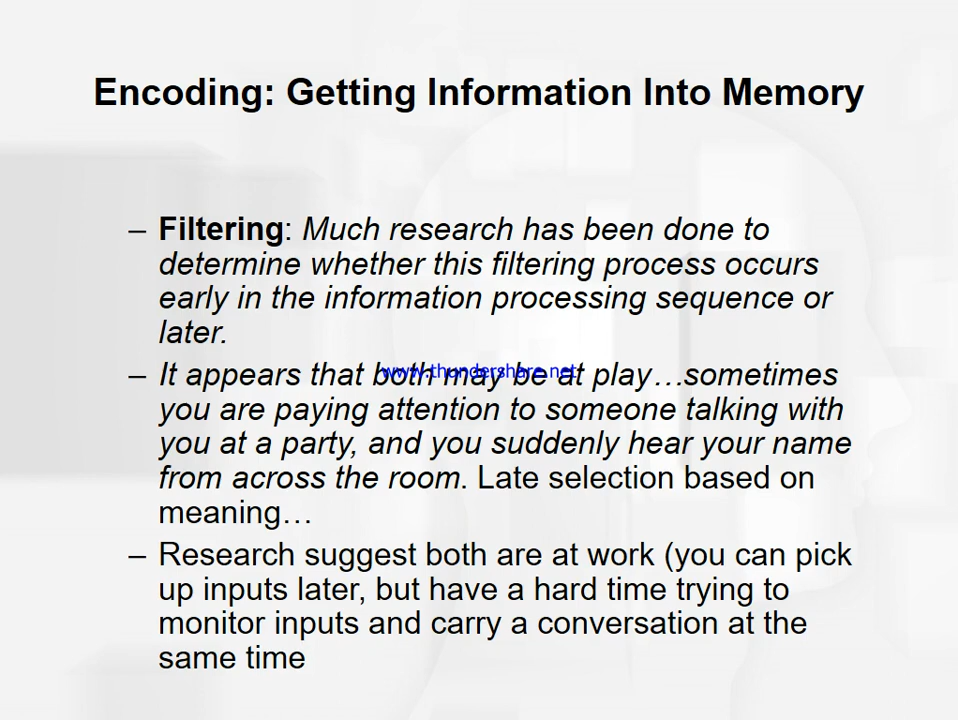 Encoding: Getting Information Into Memory
– Filtering: Much research has been done to
determine whether this filtering process occurs
early in the information processing sequence or
later.
– It appears that both may be at play…sometimes
www.thundershare.net
you are paying attention to someone talking with
you at a party, and you suddenly hear your name
from across the room. Late selection based on
meaning…
– Research suggest both are at work (you can pick
up inputs later, but have a hard time trying to
monitor inputs and carry a conversation at the
same time